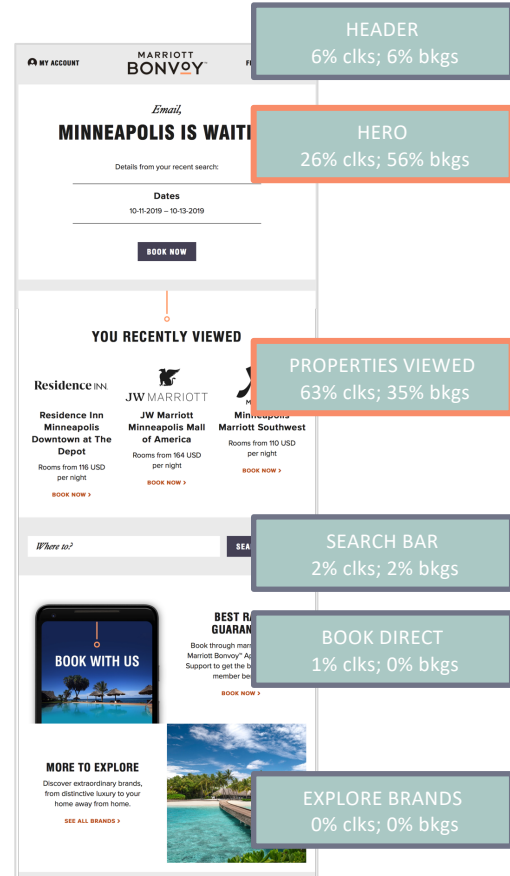 HEADER
6% clks; 6% bkgs
MY ACCOUNT
MARRIOTT
BONVOY™
Email,
MINNEAPOLIS IS
HERO
26% clks; 56% bkgs
Details from your recent search:
Dates
10-11-2019 – 10-13-2019
BOOK NOW
YOU RECENTLY VIEWED
PROPERTIES VIEWED
63% clks; 35% bkgs
Residence INN.
JW MARRIOTT
Residence Inn
Minneapolis
Downtown at The
Depot
Rooms from 116 USD
per night
BOOK NOW >
JW Marriott
Minneapolis Mall
of America
Rooms from 164 USD
per night
BOOK NOW >
Minneapolis
Marriott Southwest
Rooms from 110 USD
per night
BOOK NOW >
Where to?
SEARCH BAR
2% clks; 2% bkgs
BOOK WITH US
BEST
BOOK DIRECT
1% clks; 0% bkgs
Book through
Marriott Bonvoy™
Support to get the
member
BOOK NOW >
MORE TO EXPLORE
Discover extraordinary brands,
from distinctive luxury to your
home away from home.
SEE ALL BRANDS >
EXPLORE BRANDS
0% clks; 0% bkgs